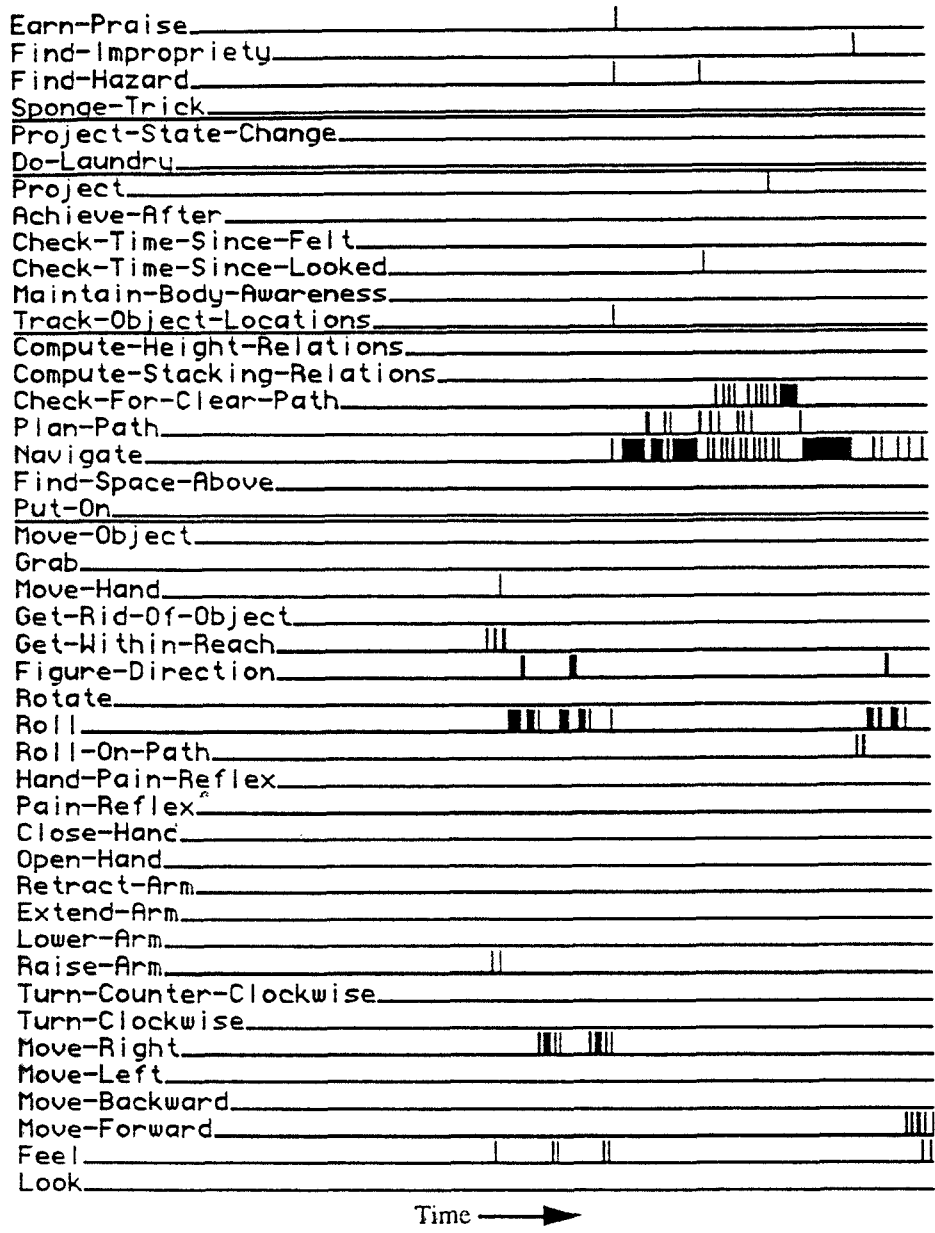 Earn-Praise
Find-Impropriety
Find-Hazard
Sponge-Trick
Project-State-Change
Do-Laundry
Project
Achieve-After
Check-Time-Since-Felt
Check-Time-Since-Looked
Maintain-Body-Awareness
Track-Object-Locations
Compute-Height-Relations
Compute-Stacking-Relations
Check-For-Clear-Path
Plan-Path
Navigate
Find-Space-Above
Put-On
Move-Object
Grab
Move-Hand
Get-Rid-Of-Object
Get-Within-Reach
Figure-Direction
Rotate
Roll
Roll-On-Path
Hand-Pain-Reflex
Pain-Reflex
Close-Hand
Open-Hand
Retract-Arm
Extend-Arm
Lower-Arm
Raise-Arm
Turn-Counter-Clockwise
Turn-Clockwise
Move-Right
Move-Left
Move-Backward
Move-Forward
Feel
Look
Time